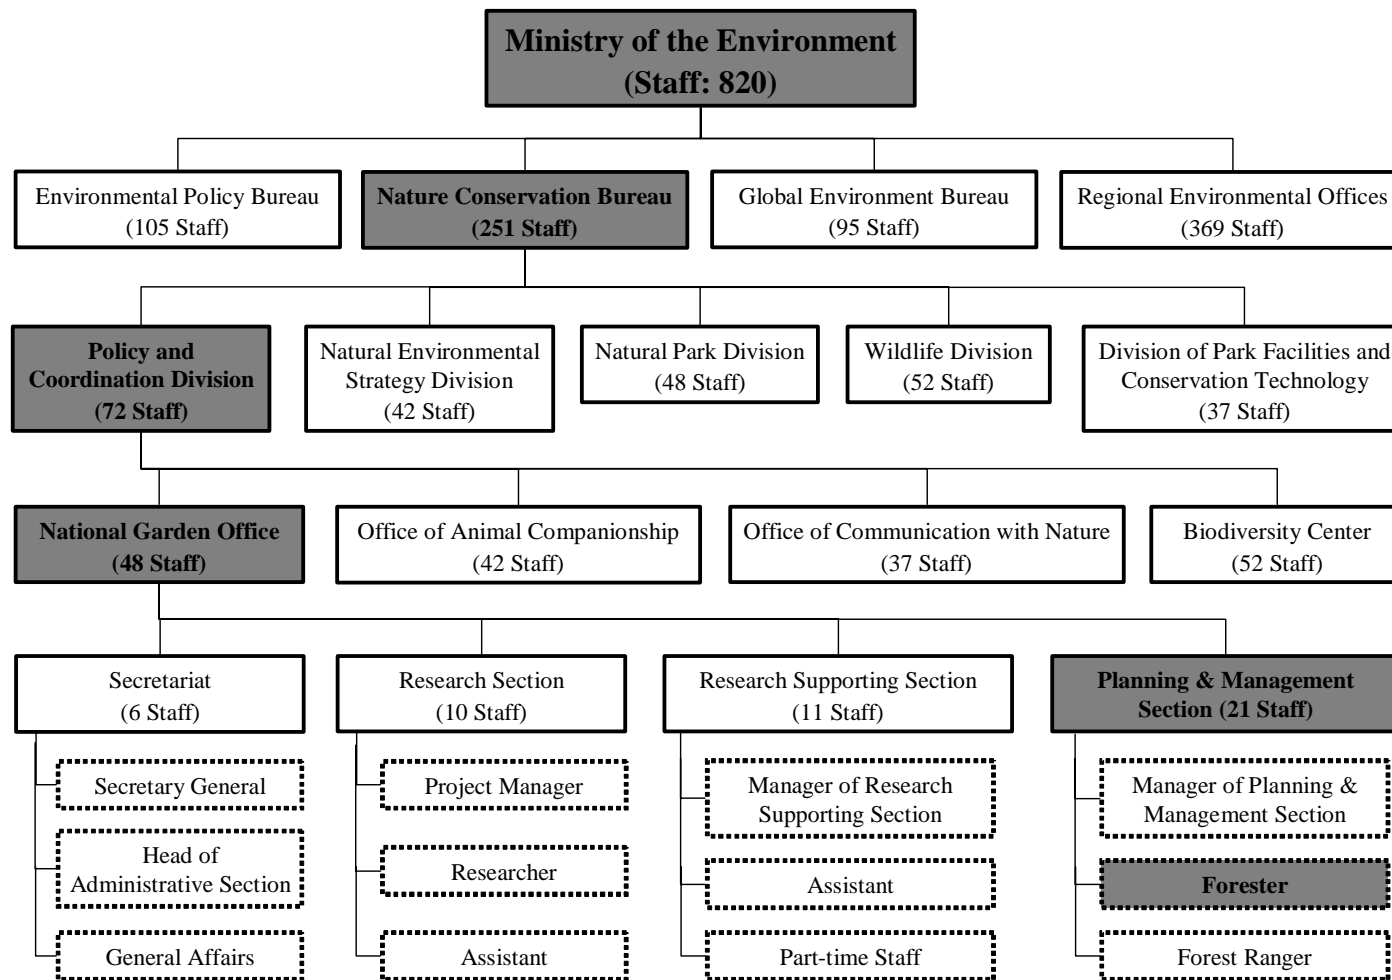 Ministry of the Environment
(Staff: 820)
Environmental Policy Bureau
(105 Staff)
Nature Conservation Bureau
(251 Staff)
Global Environment Bureau
(95 Staff)
Regional Environmental Offices
(369 Staff)
Policy and
Coordination Division
(72 Staff)
Natural Environmental
Strategy Division
(42 Staff)
Natural Park Division
(48 Staff)
Wildlife Division
(52 Staff)
Division of Park Facilities and
Conservation Technology
(37 Staff)
National Garden Office
(48 Staff)
Office of Animal Companionship
(42 Staff)
Office of Communication with Nature
(37 Staff)
Biodiversity Center
(52 Staff)
Secretariat
(6 Staff)
Research Section
(10 Staff)
Research Supporting Section
(11 Staff)
Planning & Management
Section (21 Staff)
Secretary General
Head of
Administrative Section
General Affairs
Project Manager
Researcher
Assistant
Manager of Research
Supporting Section
Assistant
Part-time Staff
Manager of Planning &
Management Section
Forester
Forest Ranger